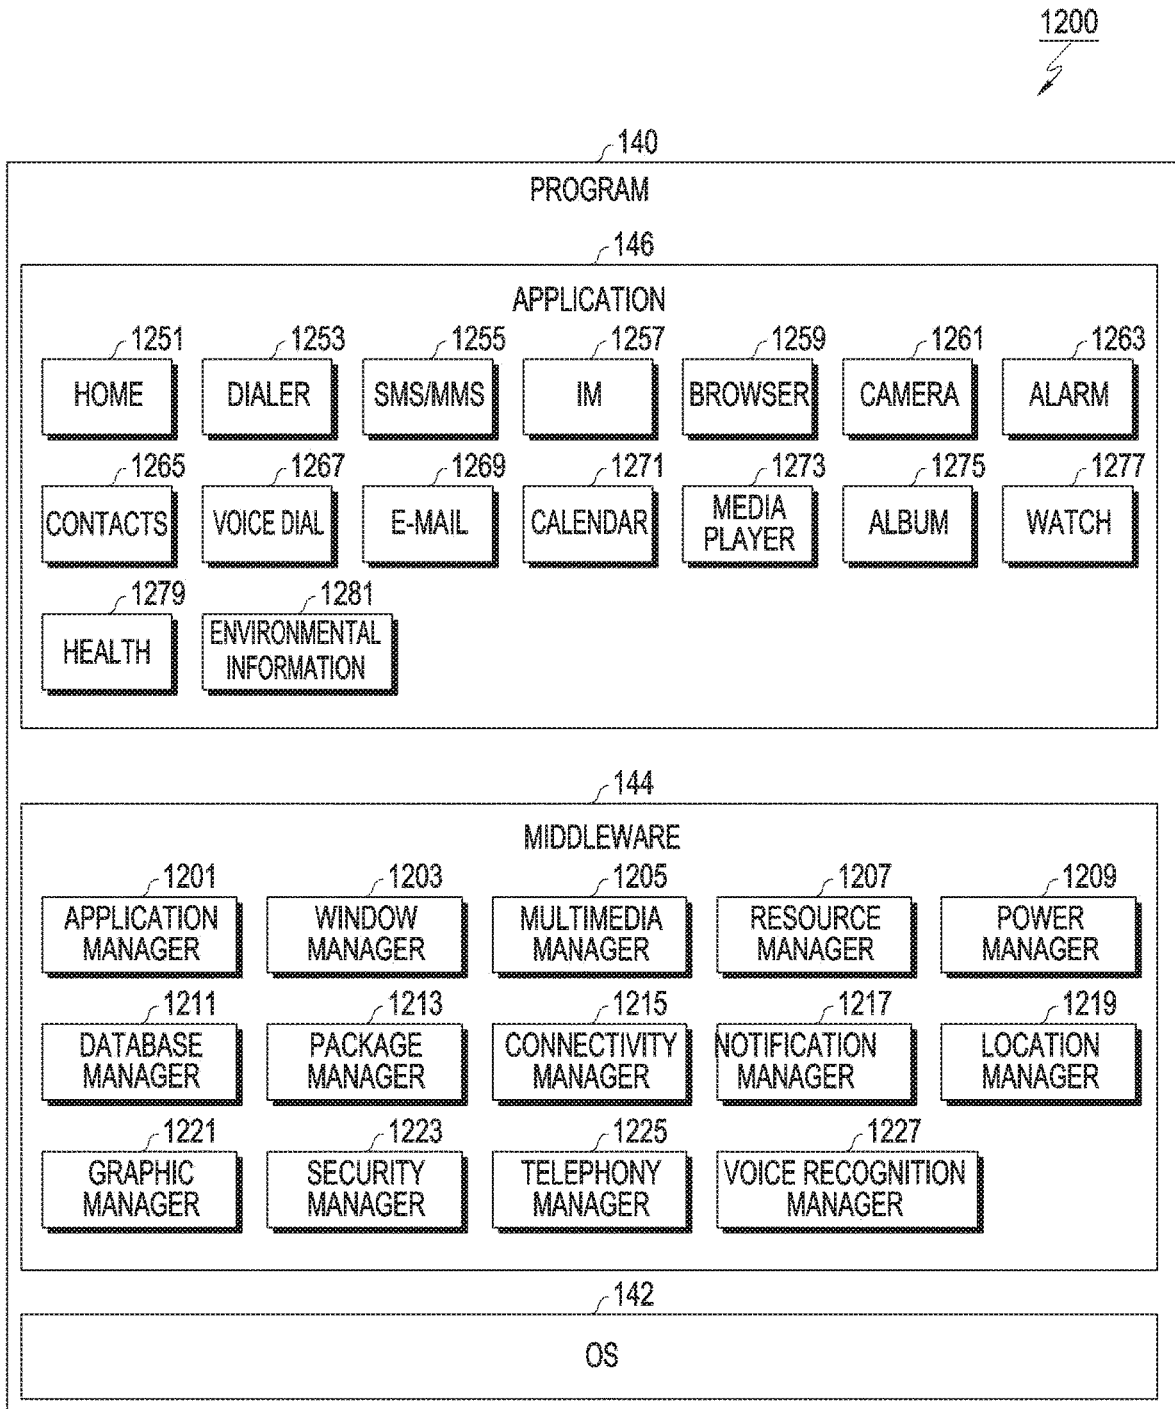 1200
140
PROGRAM
146
APPLICATION
1251 1253 1255 1257 1259 1261 1263
HOME DIALER SMS/MMS IM BROWSER CAMERA ALARM
1265 1267 1269 1271 1273 1275 1277
CONTACTS VOICE DIAL E-MAIL CALENDAR MEDIA PLAYER ALBUM WATCH
1279 1281
HEALTH ENVIRONMENTAL INFORMATION
144
MIDDLEWARE
1201 1203 1205 1207 1209
APPLICATION MANAGER WINDOW MANAGER MULTIMEDIA MANAGER RESOURCE MANAGER POWER MANAGER
1211 1213 1215 1217 1219
DATABASE MANAGER PACKAGE MANAGER CONNECTIVITY MANAGER NOTIFICATION MANAGER LOCATION MANAGER
1221 1223 1225 1227
GRAPHIC MANAGER SECURITY MANAGER TELEPHONY MANAGER VOICE RECOGNITION MANAGER
142
OS